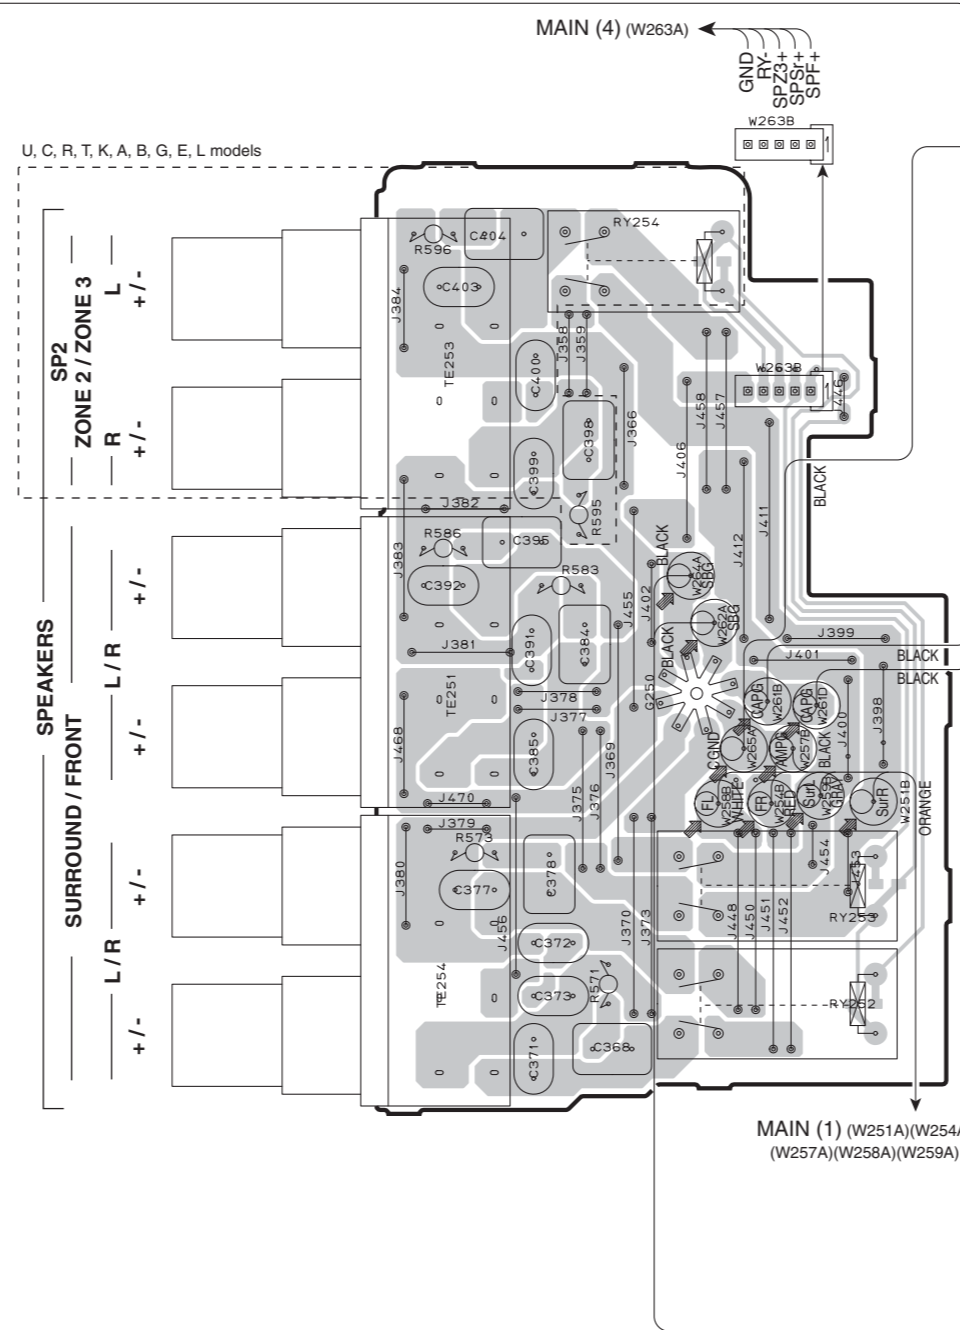 MAIN (4) (W263A)
GND
RY-
SPZ3+
SPSr+
SPF+
W263B
U, C, R, T, K, A, B, G, E, L models
RY254
C404
R596
C403
J384
SP2
ZONE 2 / ZONE 3
L
+/-
R
+/-
TE253
J358
J359
C400
J366
J458
J457
W263B
J446
C398
J406
C399
BLACK
J411
J382
R595
J412
SPEAKERS
SURROUND / FRONT
L / R
+/-
+/-
L / R
+/-
+/-
J383
R586
C395
C392
R583
J455
J402
BLACK
W264A
SBG
W262A
SBG
C391
C384
J381
BLACK
J399
J401
BLACK
BLACK
TE251
J378
J377
G250
CAPG
W261B
CAPG
W261D
J400
J398
J468
C385
J369
J375
J376
CGND
W265A
AMPG
W257B
BLACK
J470
FL
W258B
WHITE
FR
W254B
RED
SurL
W259B
GRAY
SurR
W251B
ORANGE
J379
R573
J380
C378
C377
J454
J453
J456
J370
J373
J448
J450
J451
J452
RY253
C372
TE254
C373
R571
RY252
C371
C368
MAIN (1) (W251A)(W254A
(W257A)(W258A)(W259A)